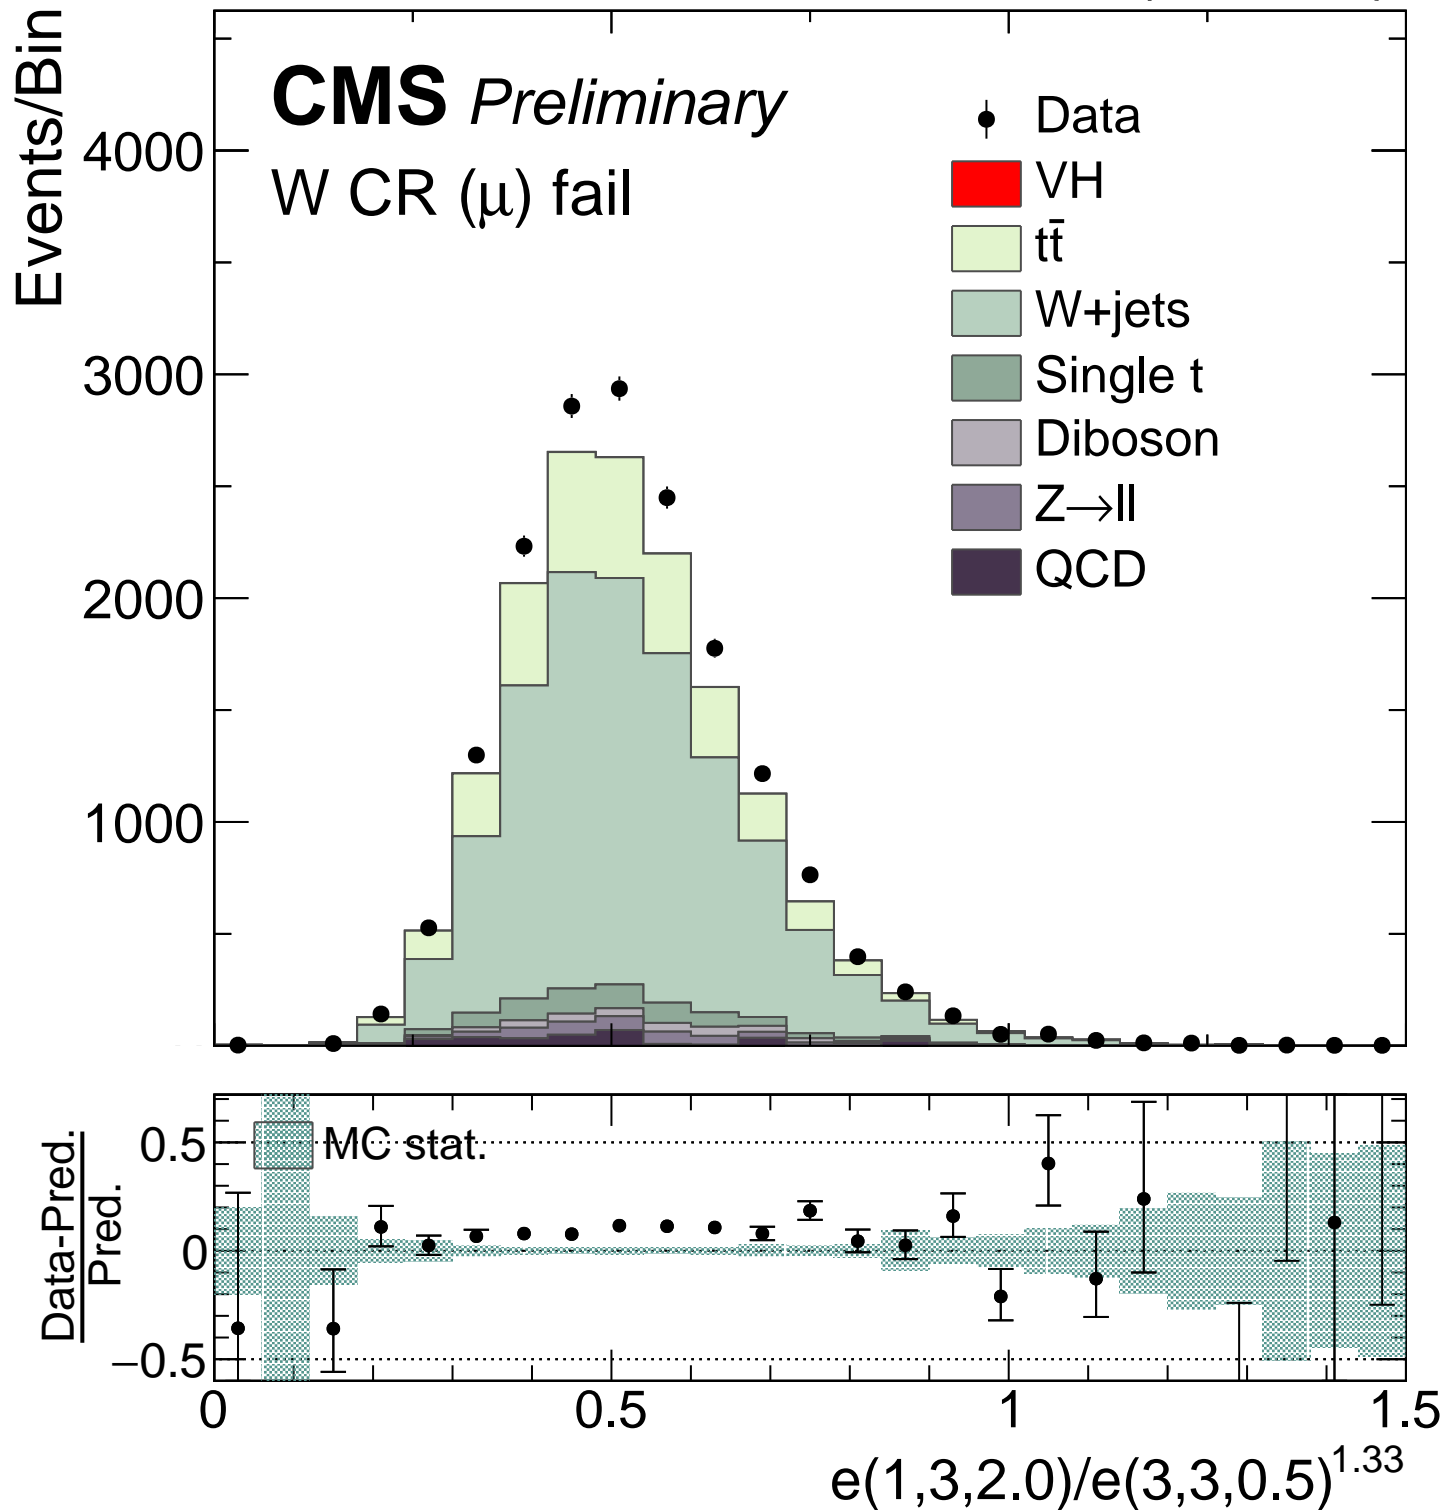 Events/Bin
CMS Preliminary
W CR (μ) fail
4000
3000
2000
1000
Data
VH
tt̄
W+jets
Single t
Diboson
Z→ll
QCD
Data-Pred.
Pred.
0.5
0
−0.5
MC stat.
0
0.5
1
1.5
e(1,3,2.0)/e(3,3,0.5)^1.33